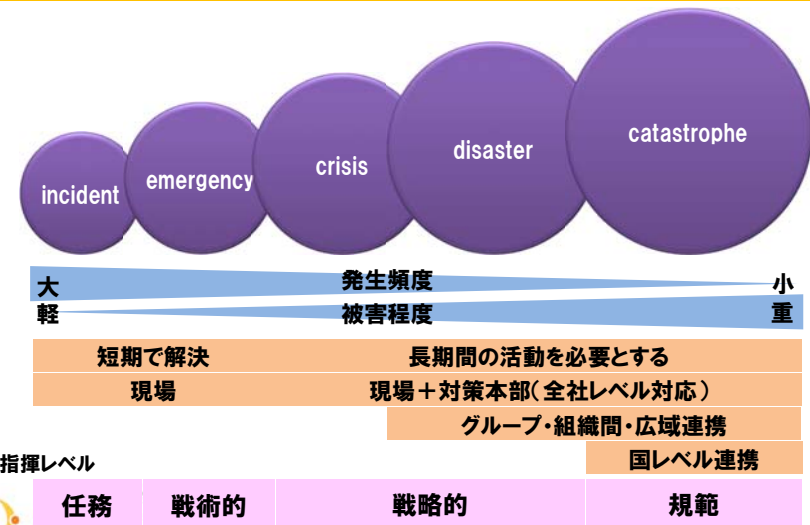 incident
emergency
crisis
disaster
catastrophe
大 発生頻度 小
軽 被害程度 重
短期で解決 長期間の活動を必要とする
現場 現場＋対策本部（全社レベル対応）
グループ・組織間・広域連携
国レベル連携
指揮レベル
任務 戦術的 戦略的 規範